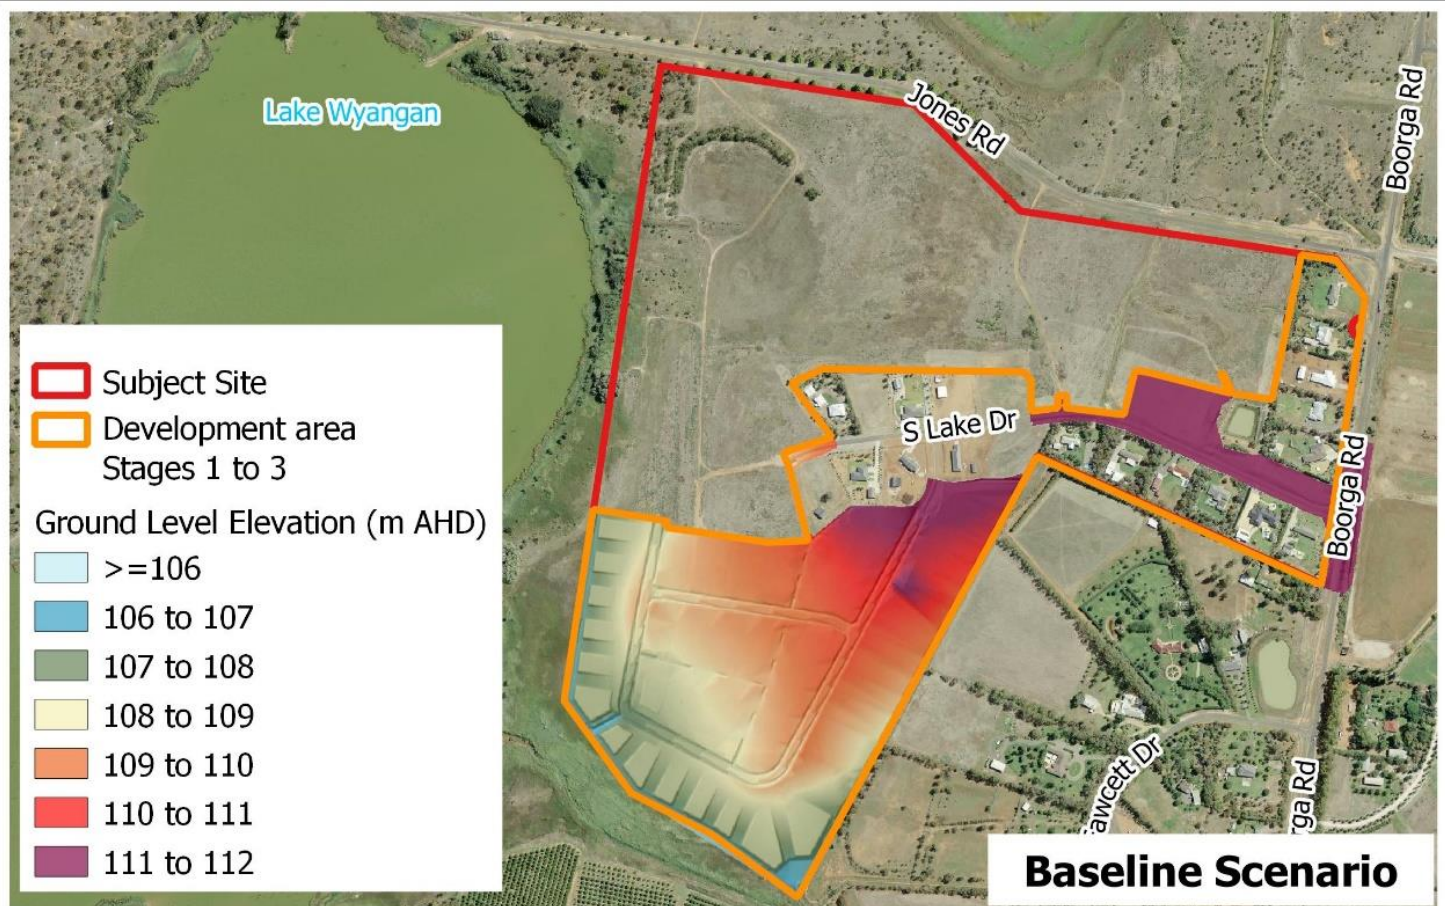 Lake Wyangan
Jones Rd
Boorga Rd
Subject Site
Development area
Stages 1 to 3
S Lake Dr
Boorga Rd
Ground Level Elevation (m AHD)
>=106
106 to 107
107 to 108
108 to 109
109 to 110
110 to 111
111 to 112
Fawcett Dr
rga Rd
Baseline Scenario